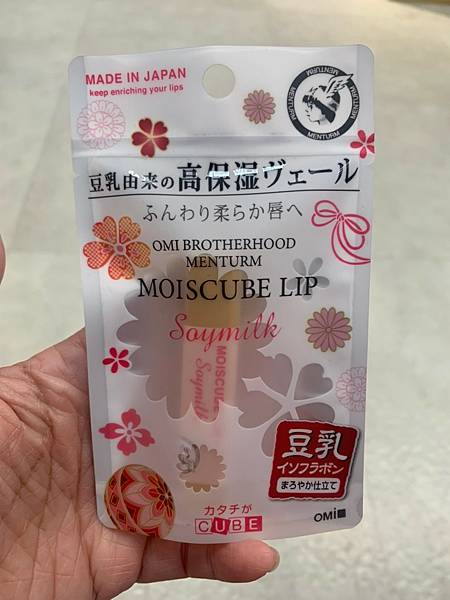 MADE IN JAPAN
keep enriching your lips
MENTURM
MENTURM
MENTURM
MENTURM
豆乳由来の高保湿ヴェール
ふんわり柔らか唇へ
OMI BROTHERHOOD
MENTURM
MOISCUBE LIP
Soymilk
MOISCUBE
Soymilk
豆乳
イソフラボン
まろやか仕立て
カタチが
CUBE
OMI